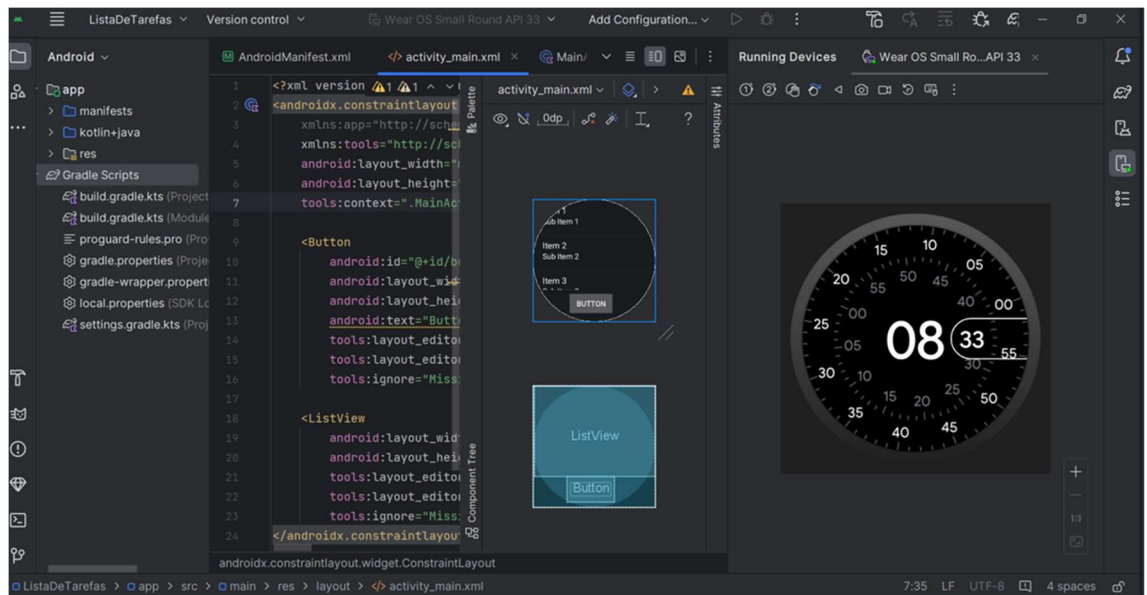 ListaDeTarefas Version control Wear OS Small Round API 33 Add Configuration...
Android
app
manifests
kotlin+java
res
Gradle Scripts
build.gradle.kts (Project
build.gradle.kts (Module
proguard-rules.pro (Pro
gradle.properties (Proje
gradle-wrapper.propert
local.properties (SDK Lo
settings.gradle.kts (Proj
AndroidManifest.xml activity_main.xml MainA
1 <?xml version 1 1
2 <androidx.constraintlayout
3 xmlns:app="http://sche
4 xmlns:tools="http://sc
5 android:layout_width="
6 android:layout_height="
7 tools:context=".MainAc
8
9 <Button
10 android:id="@+id/bu
11 android:layout_wid
12 android:layout_hei
13 android:text="Butt
14 tools:layout_editor
15 tools:layout_editor
16 tools:ignore="Miss
17
18 <ListView
19 android:layout_wid
20 android:layout_hei
21 tools:layout_editor
22 tools:layout_editor
23 tools:ignore="Miss
24 </androidx.constraintlayou
androidx.constraintlayout.widget.ConstraintLayout
Palette
Component Tree
activity_main.xml
0dp
Attributes
Sub Item 1
Item 2
Sub Item 2
Item 3
BUTTON
ListView
Button
Running Devices Wear OS Small Ro...API 33
15 10 05
20 55 50 45 40 00
25 00
08 33
05 30 55
30 10 15 20 25 50
35 40 45
1:1
ListaDeTarefas > app > src > main > res > layout > activity_main.xml
7:35 LF UTF-8 4 spaces